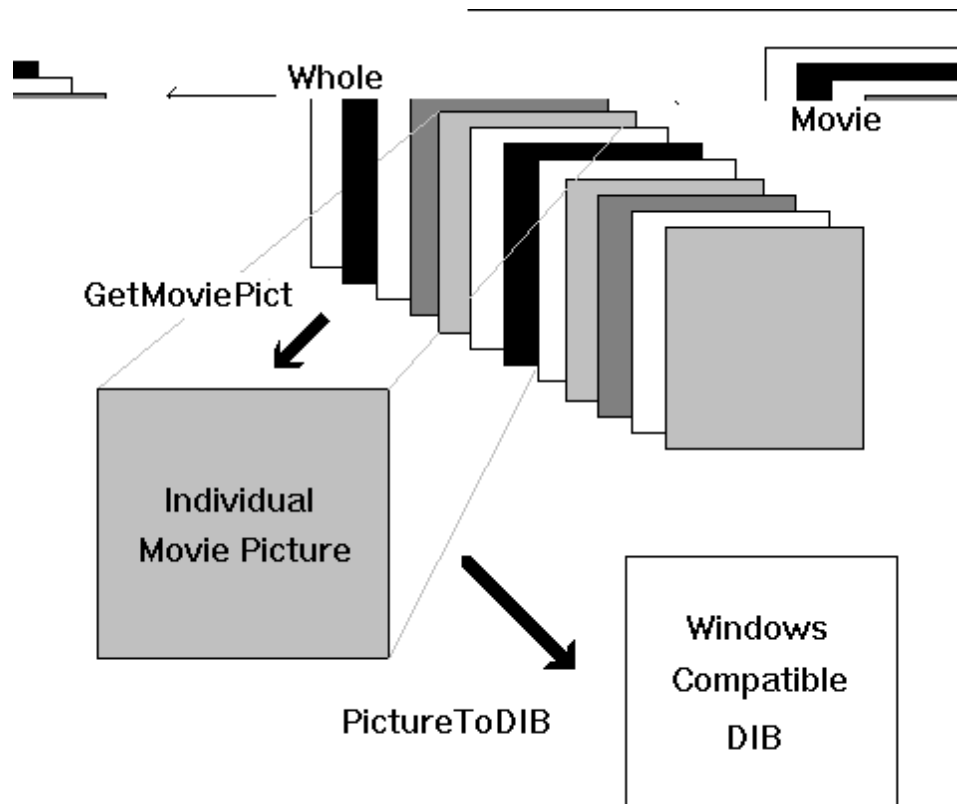 Whole
Movie
GetMoviePict
Individual
Movie Picture
Windows
Compatible
DIB
PictureToDIB